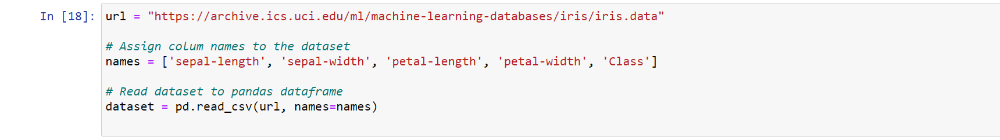 In [18]: url = "https://archive.ics.uci.edu/ml/machine-learning-databases/iris/iris.data"
# Assign colum names to the dataset
names = ['sepal-length', 'sepal-width', 'petal-length', 'petal-width', 'Class']
# Read dataset to pandas dataframe
dataset = pd.read_csv(url, names=names)